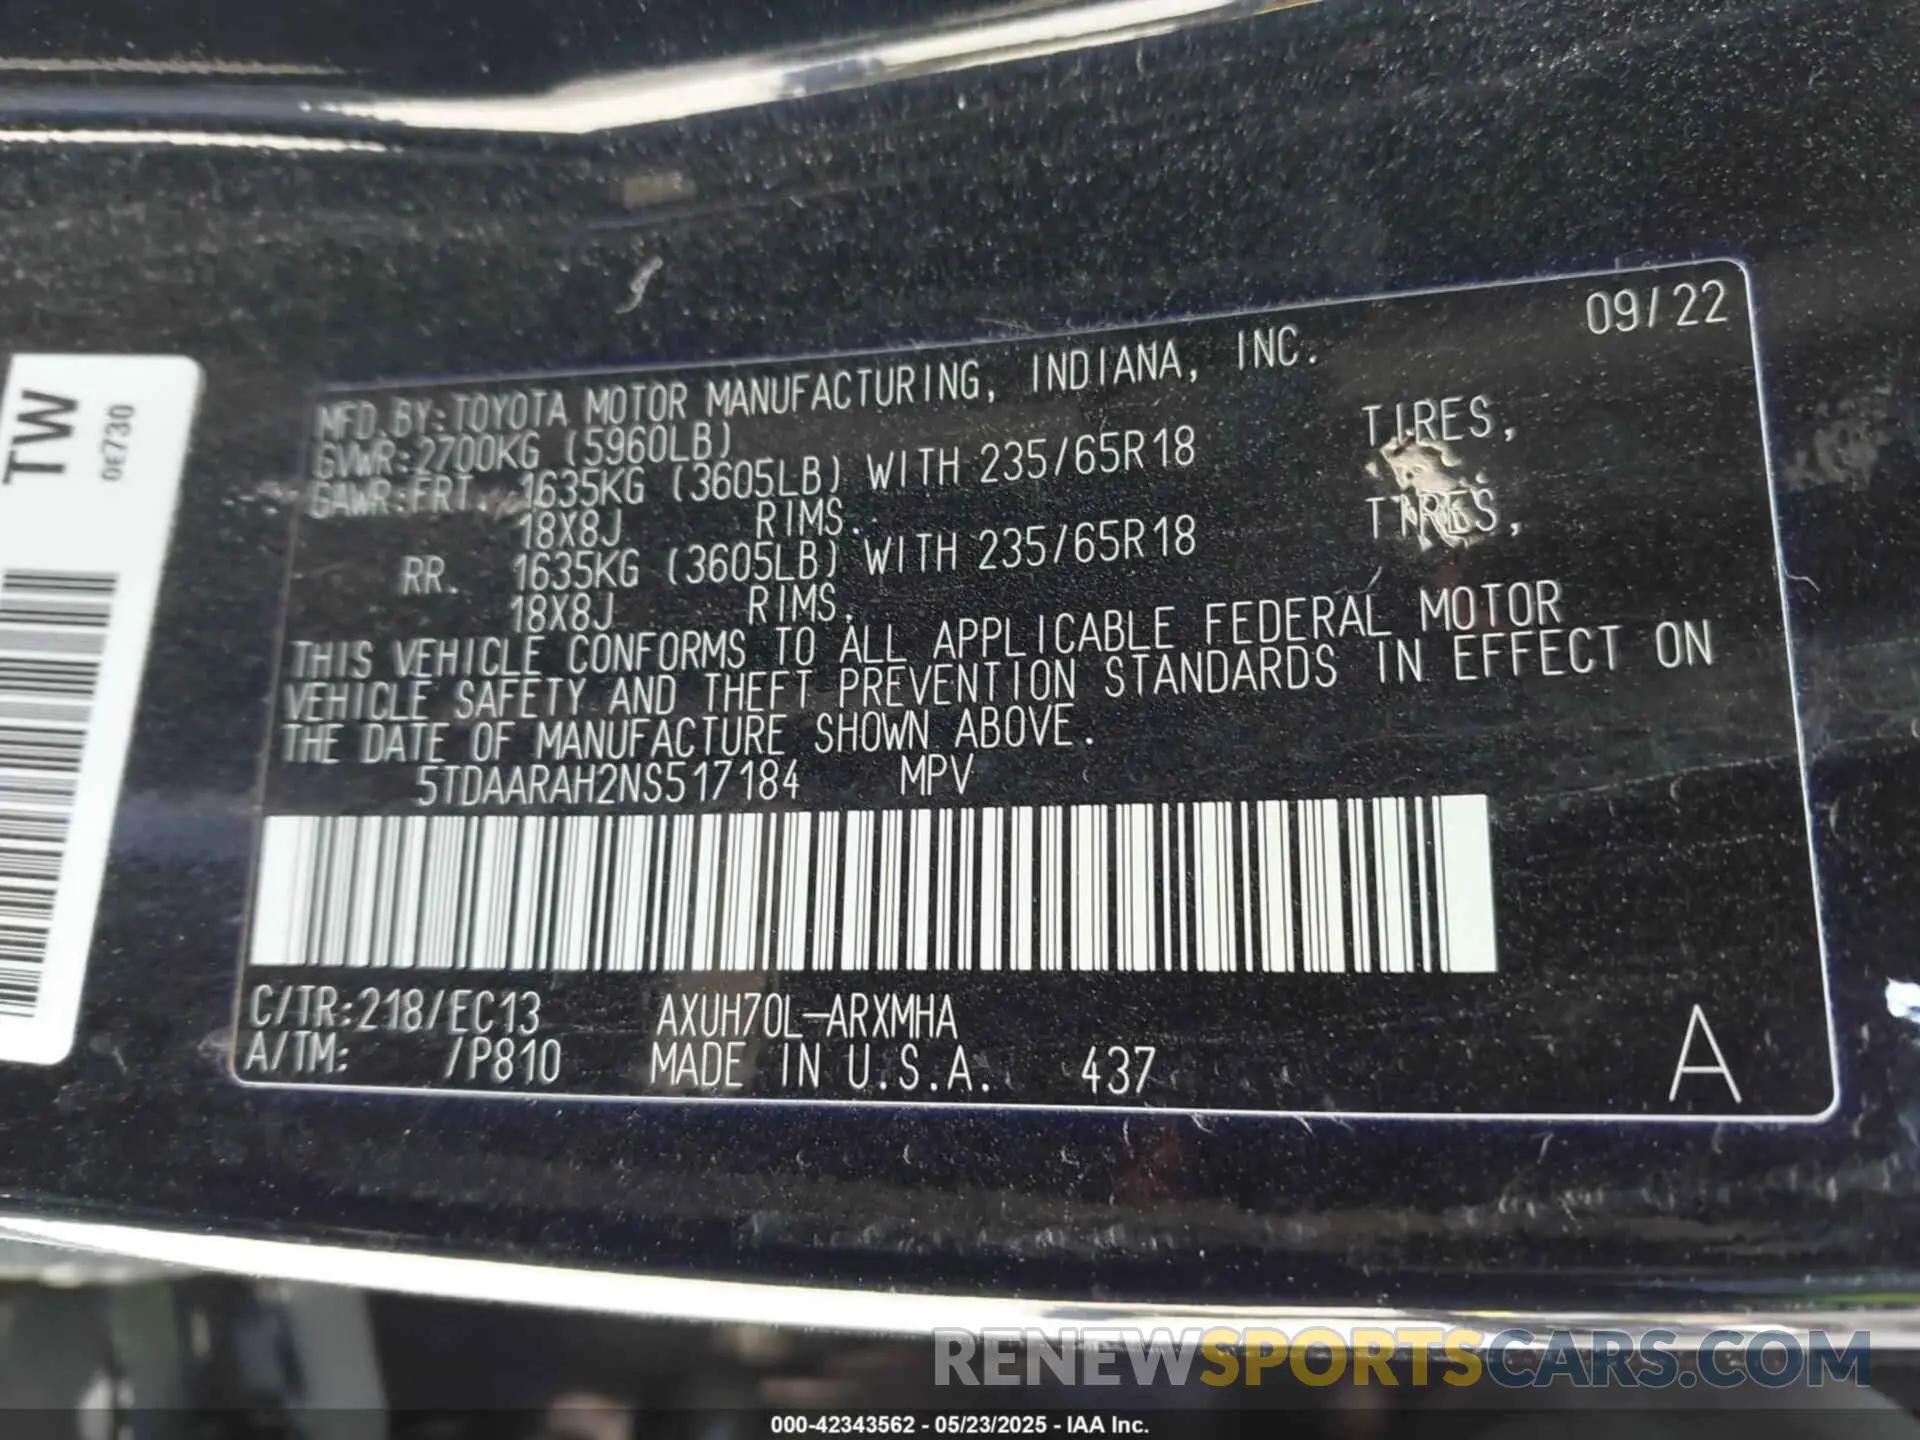 TW
0E730
09/22
MFD. BY: TOYOTA MOTOR MANUFACTURING, INDIANA, INC.
GVWR: 2700KG (5960LB)
GAWR: FRT. 1635KG (3605LB) WITH 235/65R18 TIRES,
18X8J RIMS.
RR. 1635KG (3605LB) WITH 235/65R18 TIRES,
18X8J RIMS.
THIS VEHICLE CONFORMS TO ALL APPLICABLE FEDERAL MOTOR
VEHICLE SAFETY AND THEFT PREVENTION STANDARDS IN EFFECT ON
THE DATE OF MANUFACTURE SHOWN ABOVE.
5TDAARAH2NS517184 MPV
C/TR:218/EC13 AXUH70L-ARXMHA
A/TM: /P810 MADE IN U.S.A. 437
A
RENEWSPORTSCARS.COM
000-42343562 - 05/23/2025 - IAA Inc.